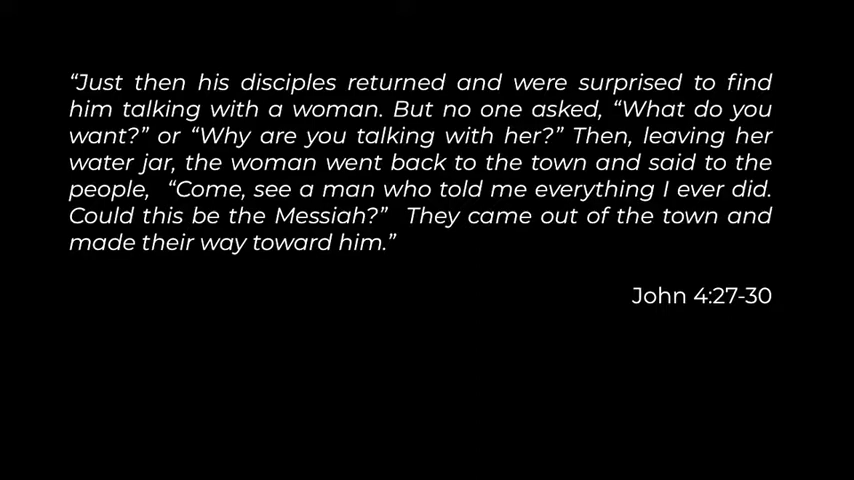 “Just then his disciples returned and were surprised to find
him talking with a woman. But no one asked, “What do you
want?” or “Why are you talking with her?” Then, leaving her
water jar, the woman went back to the town and said to the
people,  “Come, see a man who told me everything I ever did.
Could this be the Messiah?”  They came out of the town and
made their way toward him.”
John 4:27-30